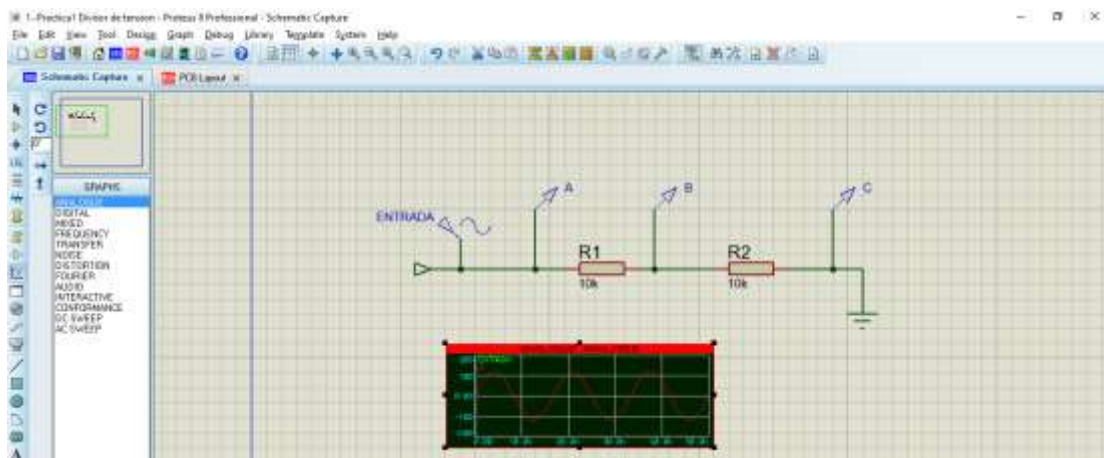 1.-Practica1 Divisor de tension - Proteus 8 Professional - Schematic Capture
File Edit View Tool Design Graph Debug Library Template System Help
Schematic Capture x PCB Layout x
GRAPHS
ANALOGUE
DIGITAL
MIXED
FREQUENCY
TRANSFER
NOISE
DISTORTION
FOURIER
AUDIO
INTERACTIVE
CONFORMANCE
DC SWEEP
AC SWEEP
A
B
C
ENTRADA
R1
10k
R2
10k